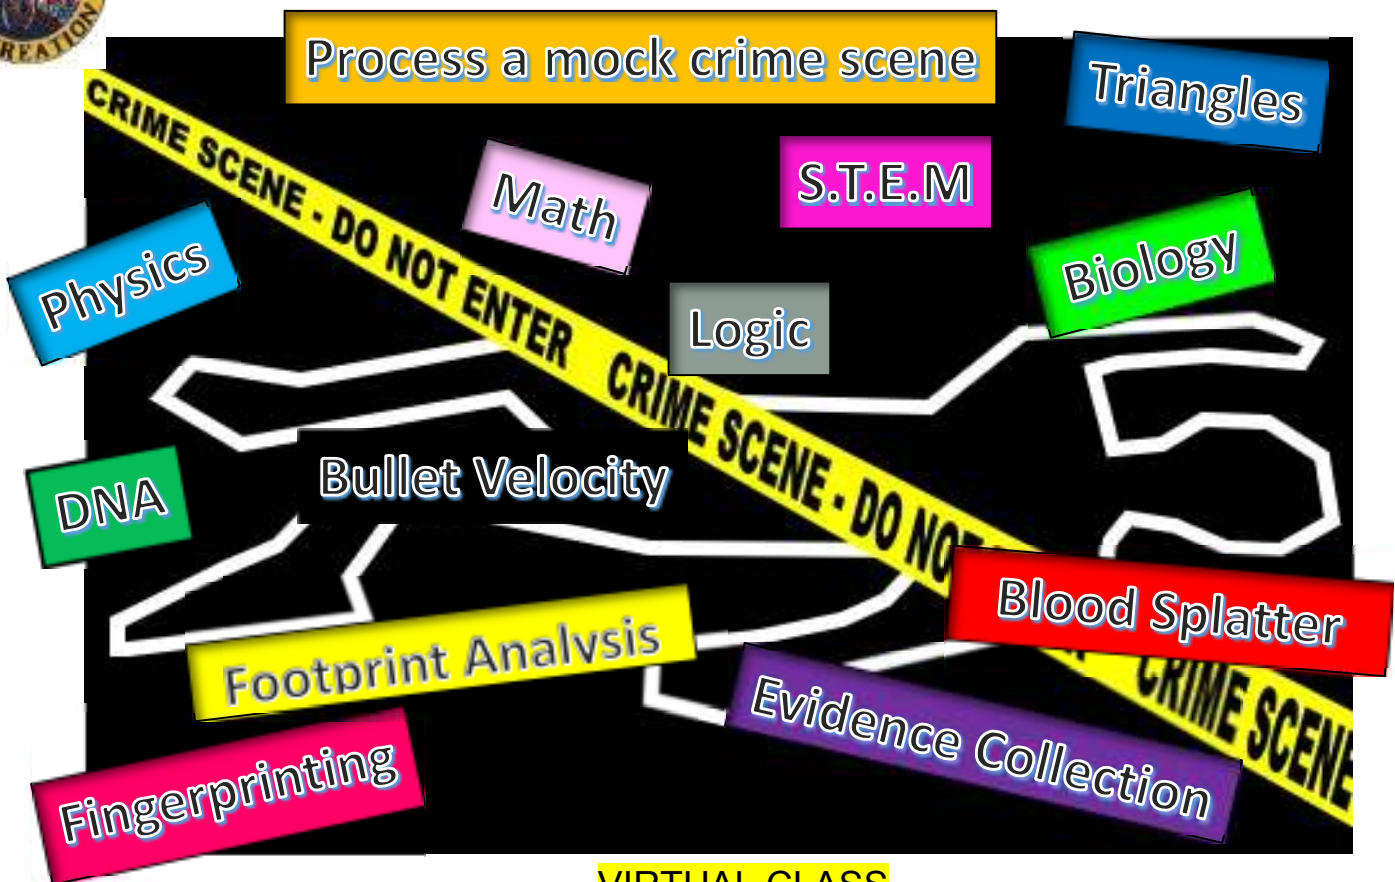 REATION
Process a mock crime scene
Triangles
CRIME SCENE - DO NOT ENTER CRIME SCENE - DO NOT
CRIME SCENE
Math
S.T.E.M
Physics
Biology
Logic
Bullet Velocity
DNA
Blood Splatter
Footprint Analysis
Evidence Collection
Fingerprinting
VIRTUAL CLASS